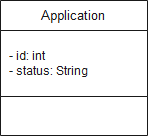 Application
- id: int
- status: String